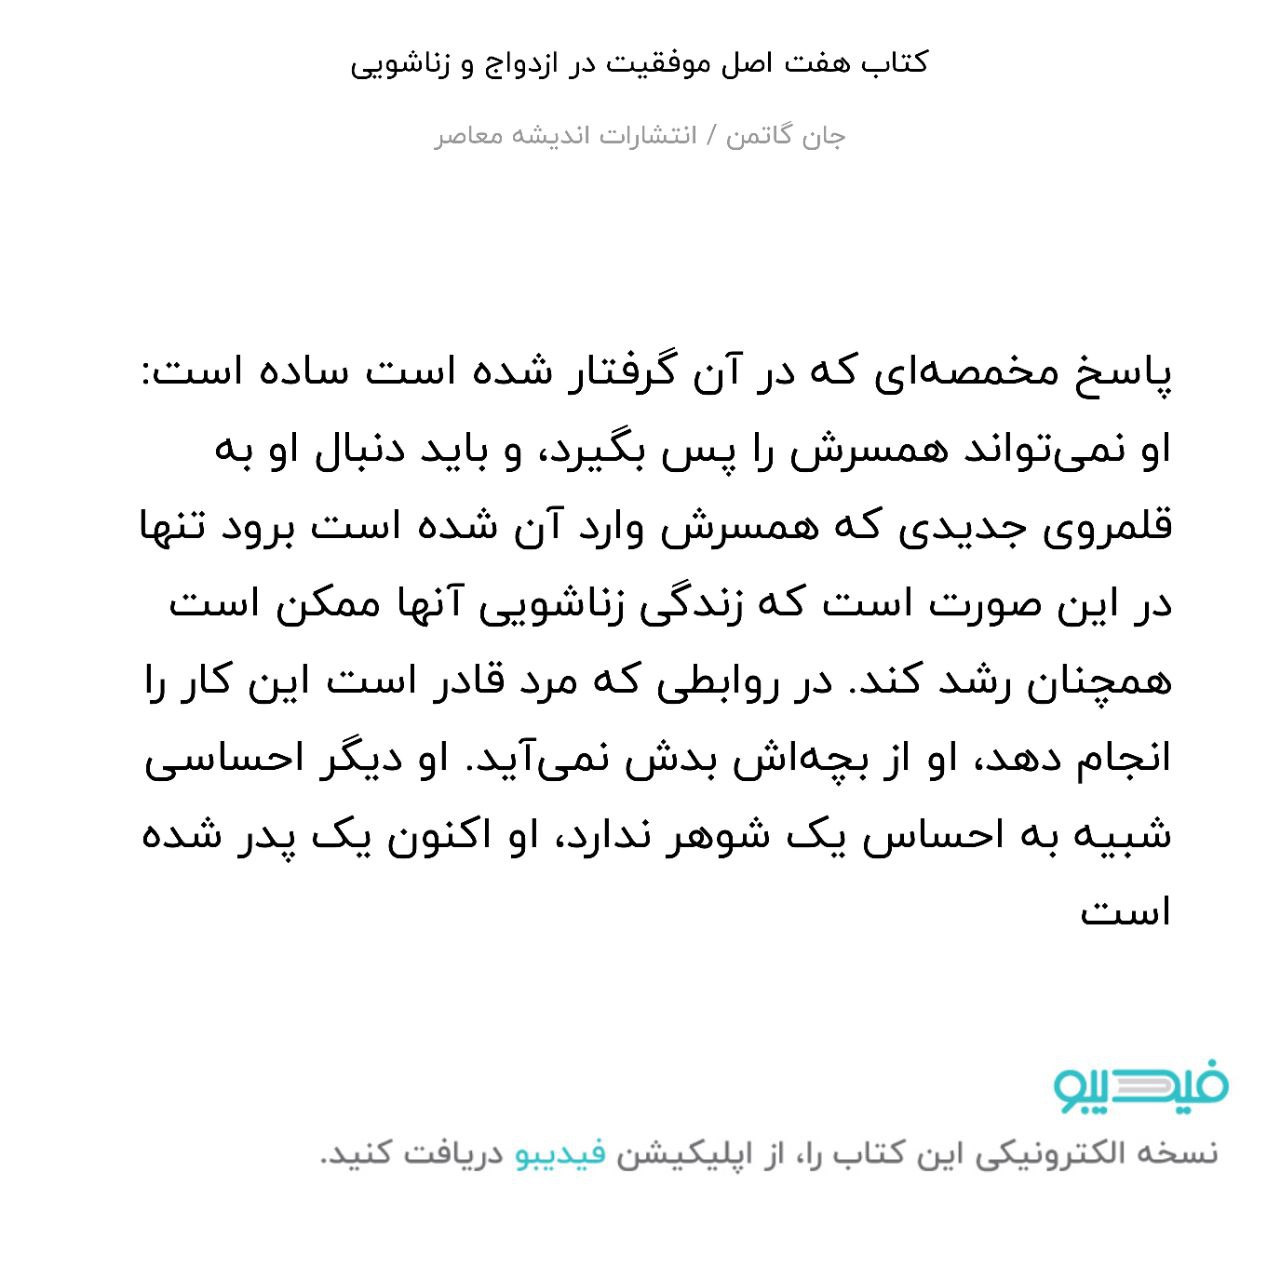 کتاب هفت اصل موفقیت در ازدواج و زناشویی
جان گاتمن / انتشارات اندیشه معاصر
پاسخ مخمصه‌ای که در آن گرفتار شده است ساده است:
او نمی‌تواند همسرش را پس بگیرد، و باید دنبال او به
قلمروی جدیدی که همسرش وارد آن شده است برود تنها
در این صورت است که زندگی زناشویی آنها ممکن است
همچنان رشد کند. در روابطی که مرد قادر است این کار را
انجام دهد، او از بچه‌اش بدش نمی‌آید. او دیگر احساسی
شبیه به احساس یک شوهر ندارد، او اکنون یک پدر شده
است
فیدیبو
نسخه الکترونیکی این کتاب را، از اپلیکیشن فیدیبو دریافت کنید.